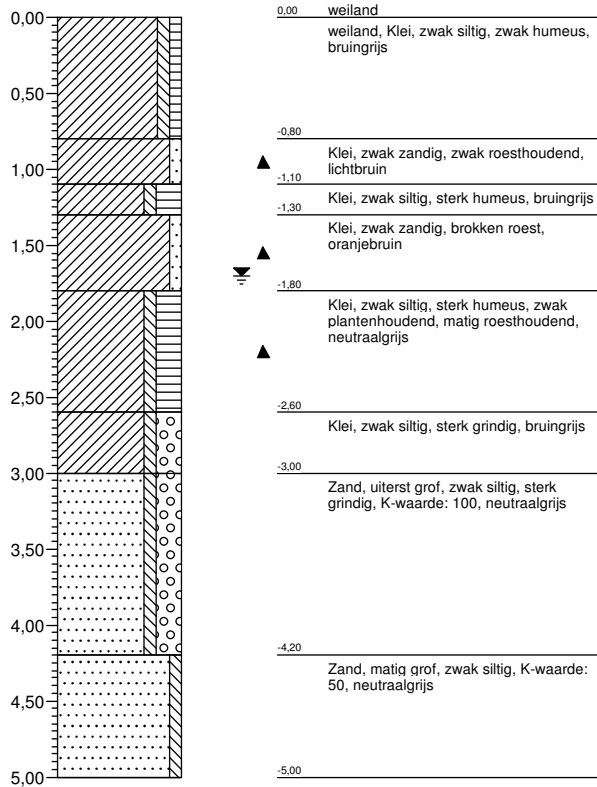 0,00
0,50
1,00
1,50
2,00
2,50
3,00
3,50
4,00
4,50
5,00
0,00 weiland
weiland, Klei, zwak siltig, zwak humeus,
bruingrijs
-0,80
Klei, zwak zandig, zwak roesthoudend,
lichtbruin
-1,10
Klei, zwak siltig, sterk humeus, bruingrijs
-1,30
Klei, zwak zandig, brokken roest,
oranjebruin
-1,80
Klei, zwak siltig, sterk humeus, zwak
plantenhoudend, matig roesthoudend,
neutraalgrijs
-2,60
Klei, zwak siltig, sterk grindig, bruingrijs
-3,00
Zand, uiterst grof, zwak siltig, sterk
grindig, K-waarde: 100, neutraalgrijs
-4,20
Zand, matig grof, zwak siltig, K-waarde:
50, neutraalgrijs
-5,00